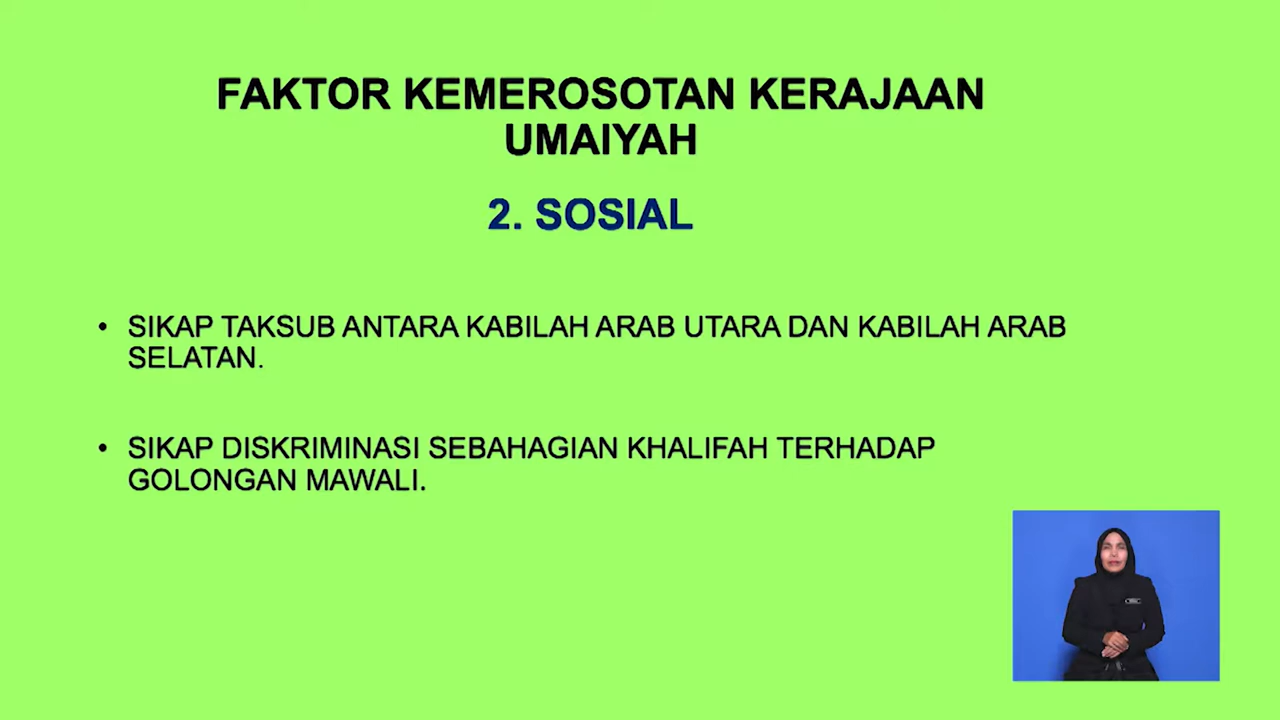 FAKTOR KEMEROSOTAN KERAJAAN
UMAIYAH
2. SOSIAL
• SIKAP TAKSUB ANTARA KABILAH ARAB UTARA DAN KABILAH ARAB
SELATAN.
• SIKAP DISKRIMINASI SEBAHAGIAN KHALIFAH TERHADAP
GOLONGAN MAWALI.